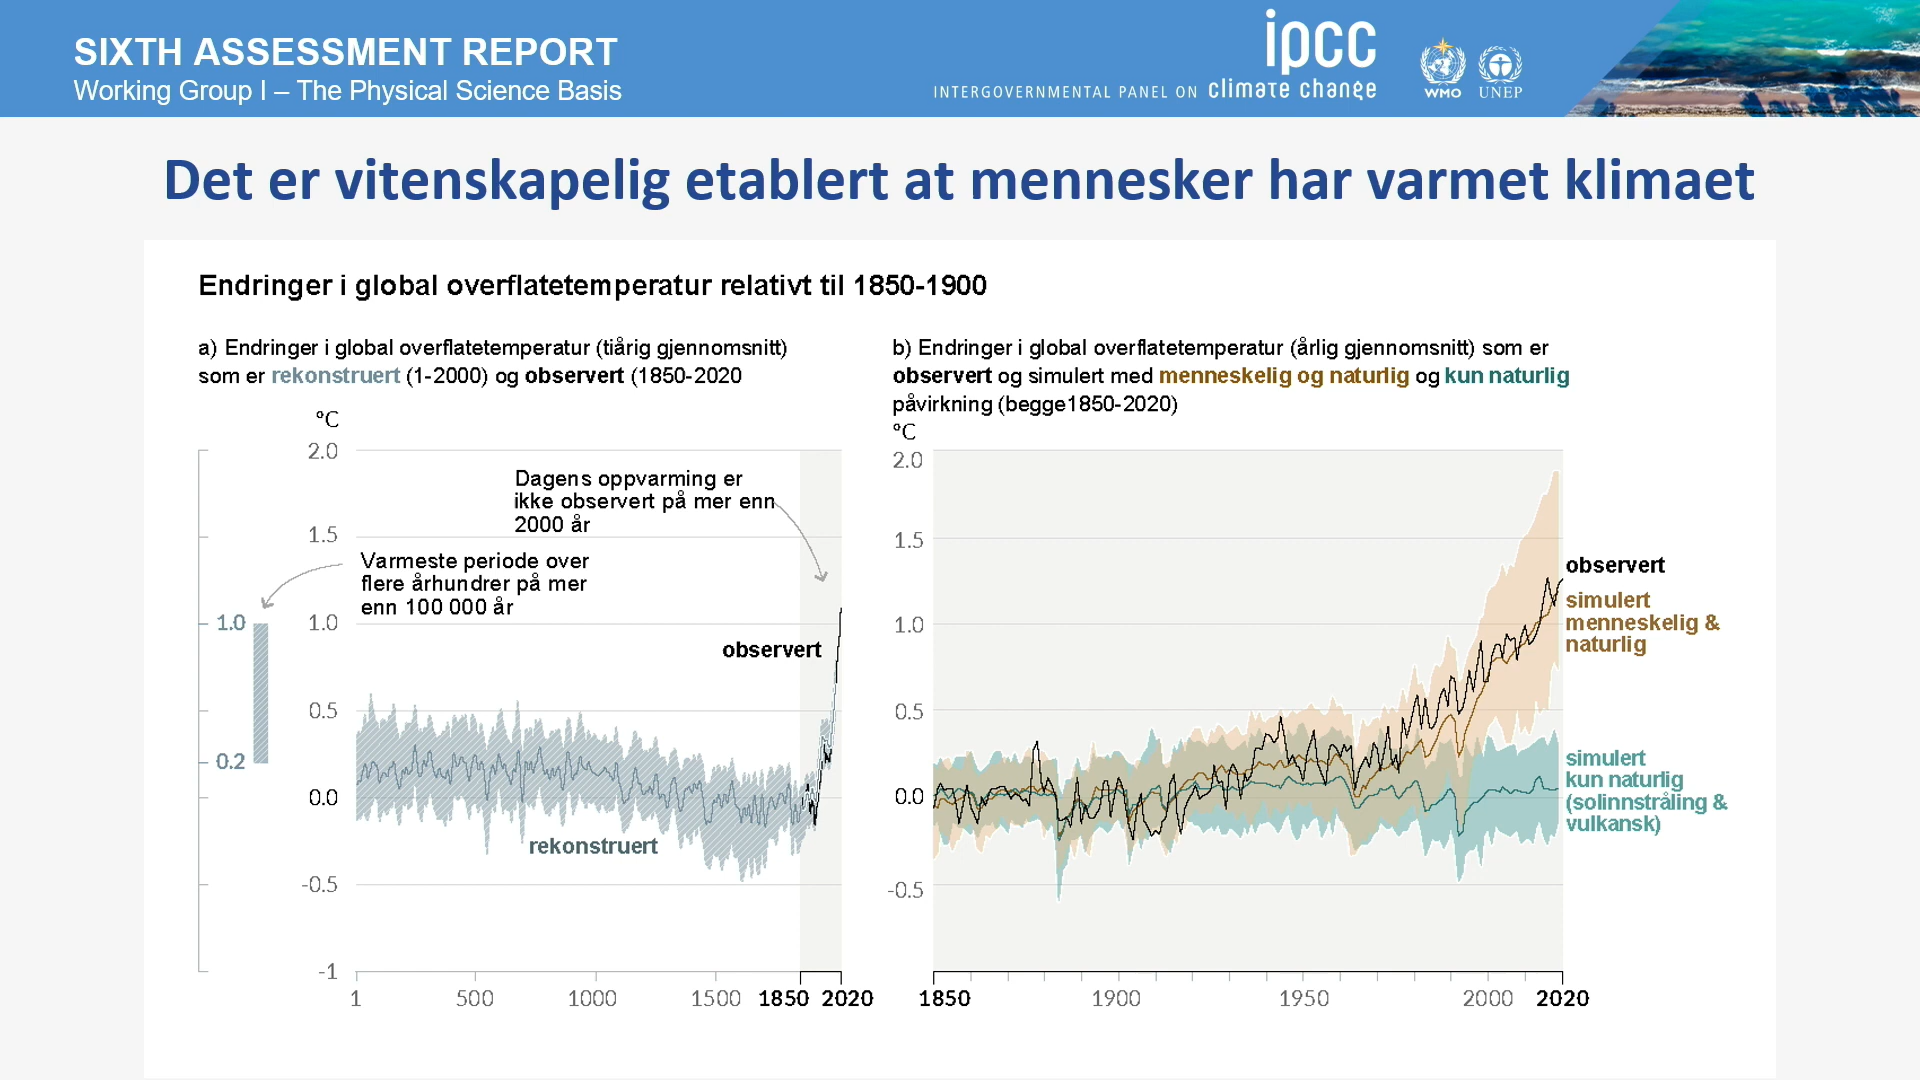 SIXTH ASSESSMENT REPORT
Working Group I – The Physical Science Basis
ipcc
INTERGOVERNMENTAL PANEL ON climate change
WMO UNEP
Det er vitenskapelig etablert at mennesker har varmet klimaet
Endringer i global overflatetemperatur relativt til 1850-1900
a) Endringer i global overflatetemperatur (tiårig gjennomsnitt)
som er rekonstruert (1-2000) og observert (1850-2020
°C
2.0
1.5
1.0
0.5
0.0
-0.5
-1
1.0
0.2
Dagens oppvarming er
ikke observert på mer enn
2000 år
Varmeste periode over
flere århundrer på mer
enn 100 000 år
observert
rekonstruert
1 500 1000 1500 1850 2020
b) Endringer i global overflatetemperatur (årlig gjennomsnitt) som er
observert og simulert med menneskelig og naturlig og kun naturlig
påvirkning (begge1850-2020)
°C
2.0
1.5
1.0
0.5
0.0
-0.5
observert
simulert
menneskelig &
naturlig
simulert
kun naturlig
(solinnstråling &
vulkansk)
1850 1900 1950 2000 2020